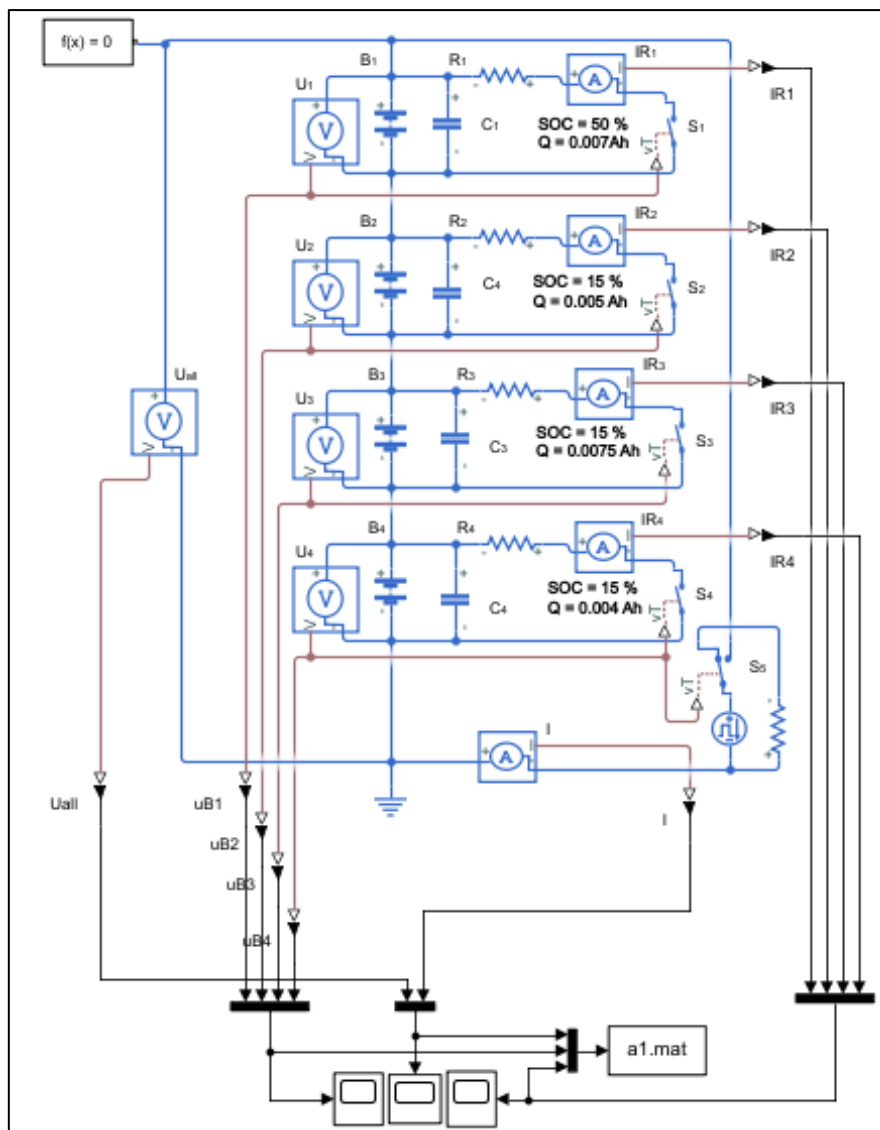 f(x) = 0
B1
R1
IR1
U1
IR1
C1
SOC = 50 %
Q = 0.007Ah
S1
B2
R2
IR2
U2
IR2
C4
SOC = 15 %
Q = 0.005 Ah
S2
Uall
B3
R3
IR3
U3
IR3
C3
SOC = 15 %
Q = 0.0075 Ah
S3
B4
R4
IR4
U4
IR4
C4
SOC = 15 %
Q = 0.004 Ah
S4
S5
I
Uall
uB1
I
uB2
uB3
uB4
a1.mat